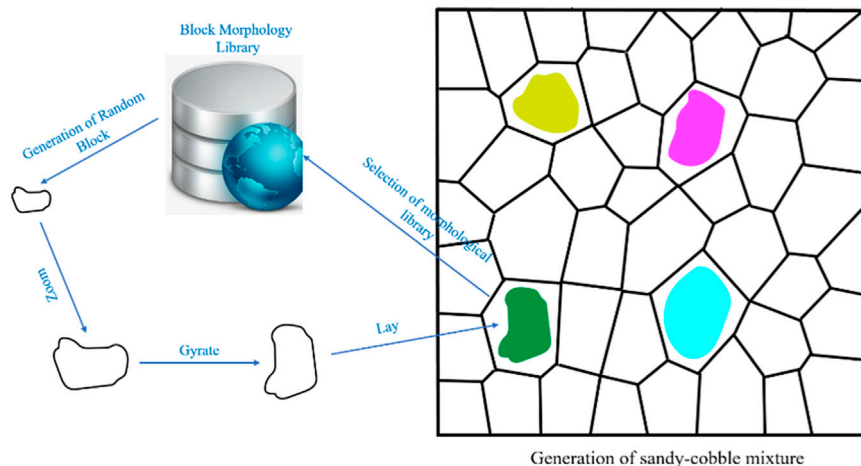 Block Morphology
Library
Generation of Random
Block
Zoom
Gyrate
Lay
Selection of morphological
library
Generation of sandy-cobble mixture